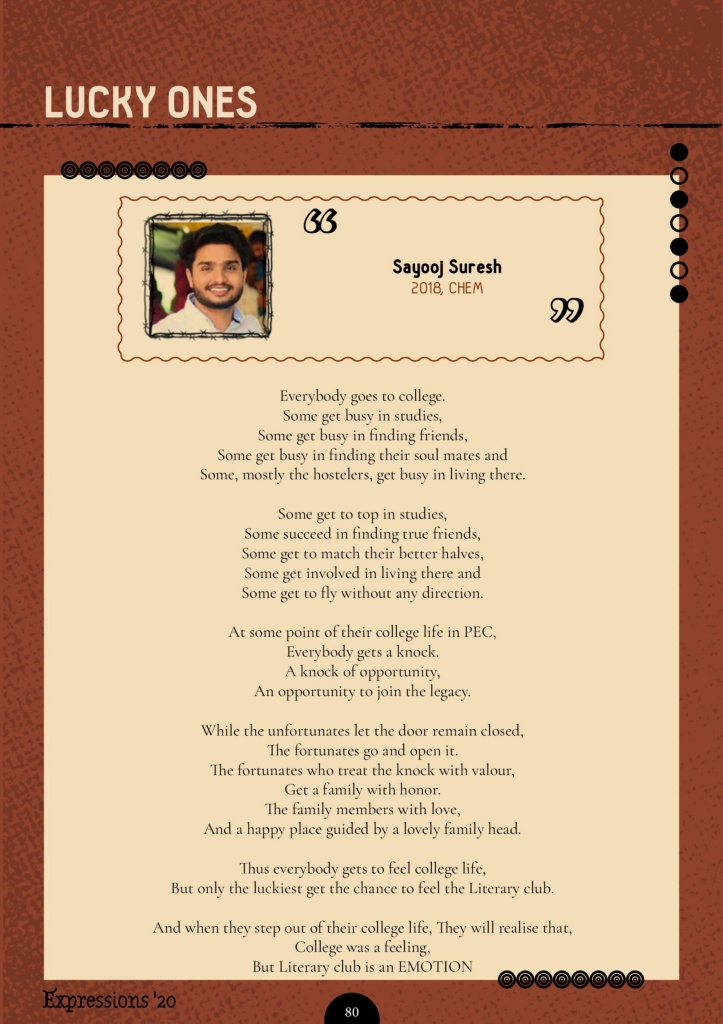 LUCKY ONES
Sayooj Suresh
2018, CHEM
Everybody goes to college.
Some get busy in studies,
Some get busy in finding friends,
Some get busy in finding their soul mates and
Some, mostly the hostelers, get busy in living there.
Some get to top in studies,
Some succeed in finding true friends,
Some get to match their better halves,
Some get involved in living there and
Some get to fly without any direction.
At some point of their college life in PEC,
Everybody gets a knock.
A knock of opportunity,
An opportunity to join the legacy.
While the unfortunates let the door remain closed,
The fortunates go and open it.
The fortunates who treat the knock with valour,
Get a family with honor.
The family members with love,
And a happy place guided by a lovely family head.
Thus everybody gets to feel college life,
But only the luckiest get the chance to feel the Literary club.
And when they step out of their college life, They will realise that,
College was a feeling,
But Literary club is an EMOTION
Expressions '20
80